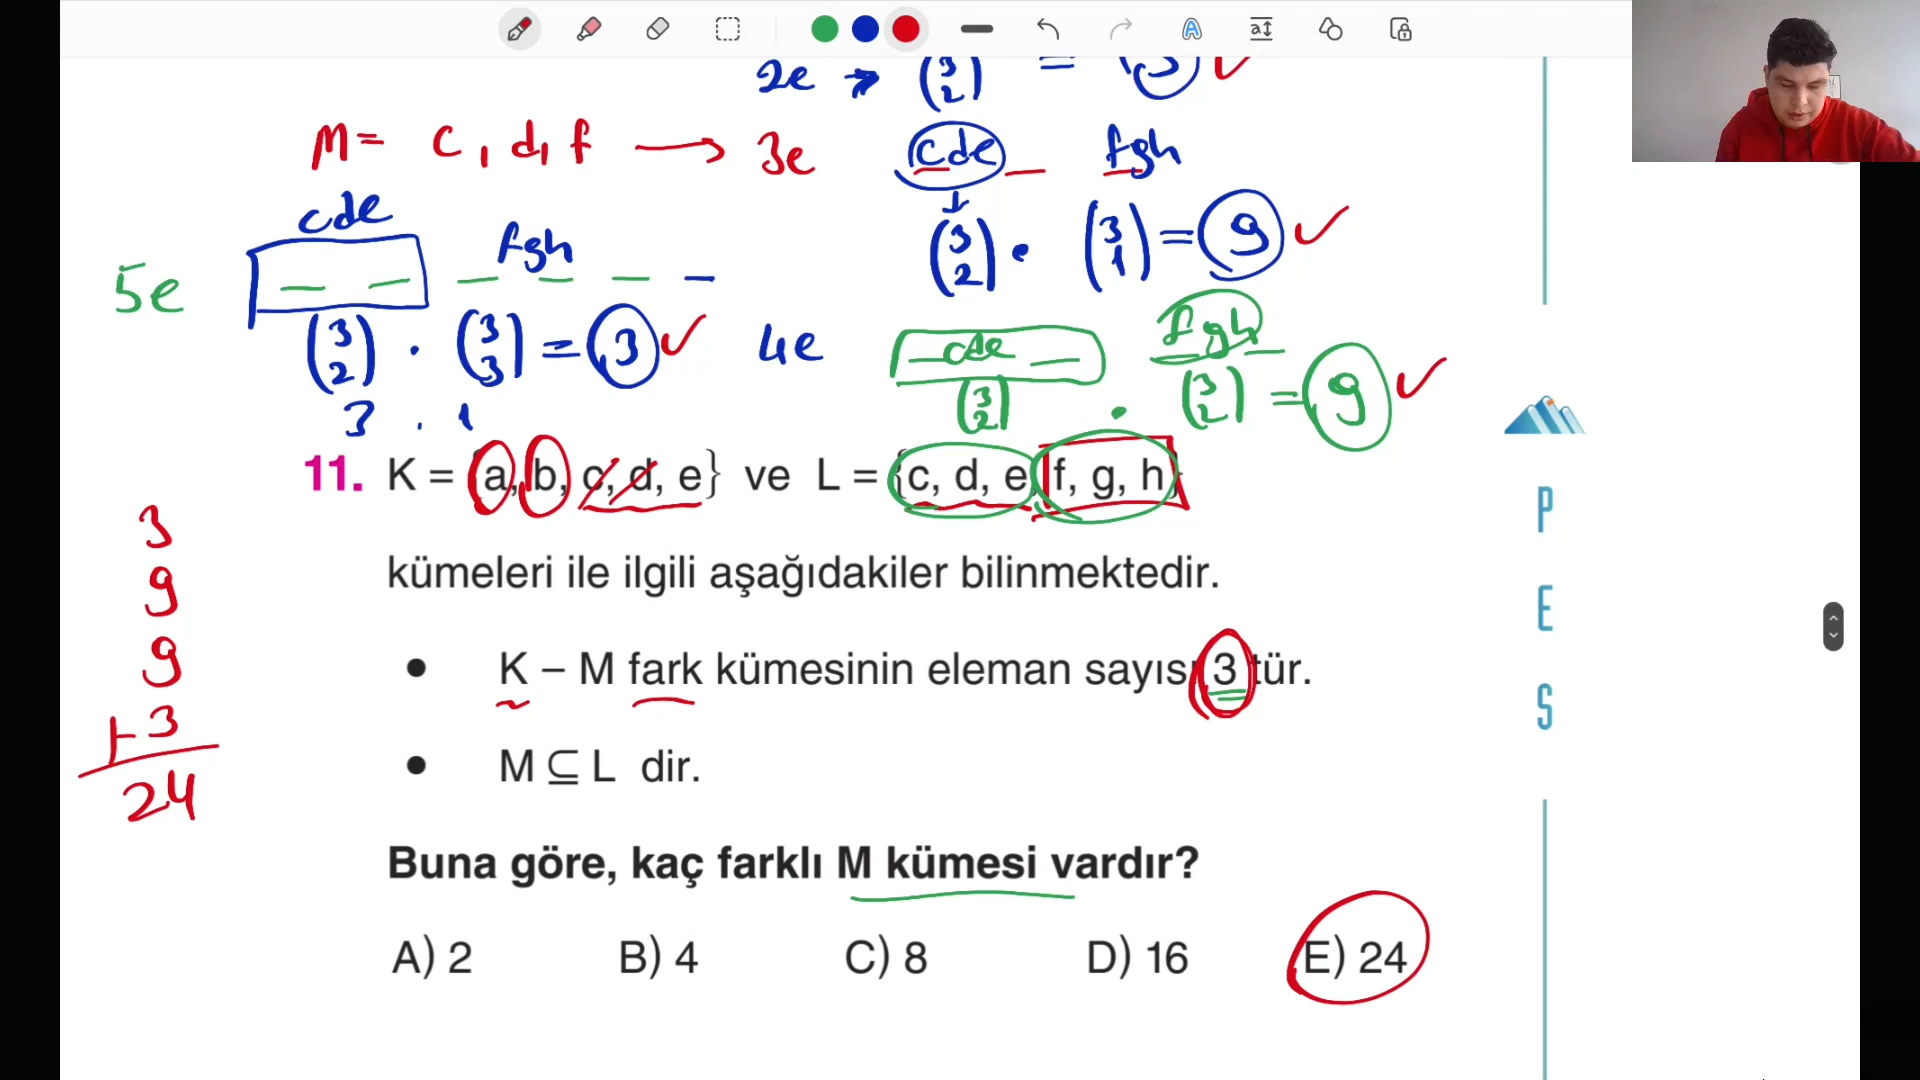 2e → (3 2) = 3 ✓
M = c, d, f → 3e cde fgh
cde fgh (3 2) · (3 1) = 9 ✓
5e
(3 2) · (3 3) = 3 ✓ 4e cde fgh
3 · 1 (3 2) · (3 2) = 9 ✓
11. K = {a, b, c, d, e} ve L = {c, d, e, f, g, h}
kümeleri ile ilgili aşağıdakiler bilinmektedir.
• K – M fark kümesinin eleman sayısı 3 tür.
• M ⊆ L dir.
Buna göre, kaç farklı M kümesi vardır?
A) 2 B) 4 C) 8 D) 16 E) 24
3
9
9
+ 3
24
P
E
S